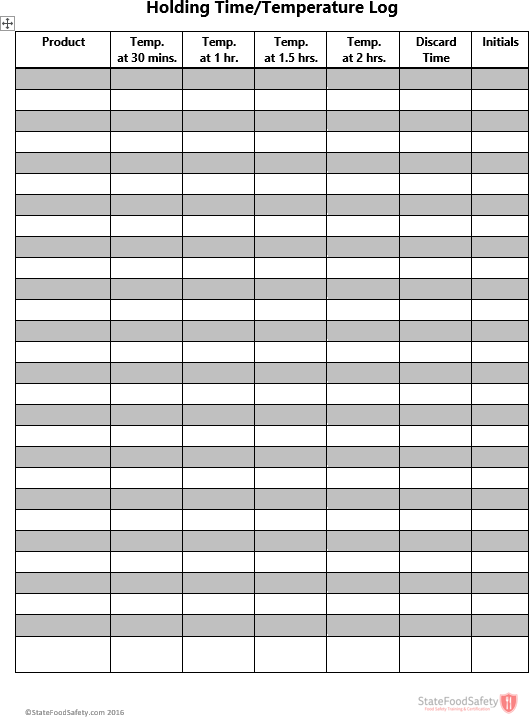 Holding Time/Temperature Log
Product Temp. Temp. Temp. Temp. Discard Initials
at 30 mins. at 1 hr. at 1.5 hrs. at 2 hrs. Time
©StateFoodSafety.com 2016
StateFoodSafety
Food Safety Training & Certification